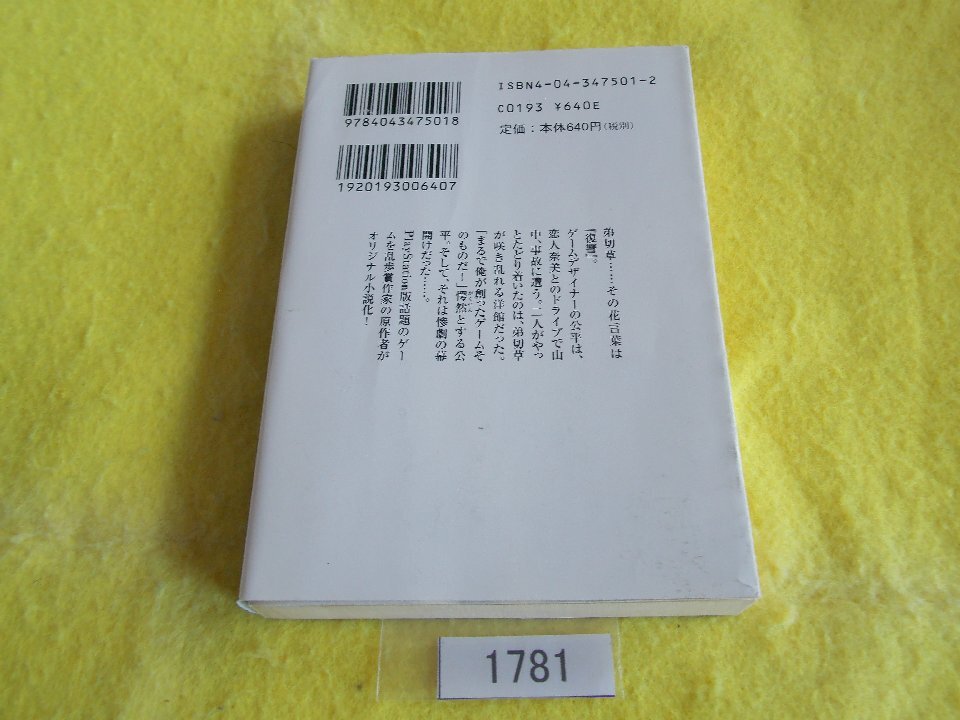 ISBN4-04-347501-2
C0193 ¥640E
定価:本体640円(税別)
9784043475018
1920193006407
弟切草……その花言葉は
『復讐』。
ゲームデザイナーの公平は、
恋人奈美とのドライブで山
中、事故に遭う。二人がやっ
とたどり着いたのは、弟切草
が咲き乱れる洋館だった。
「まるで俺が創ったゲームそ
のものだ!」愕然とする公
がくぜん
平。そして、それは惨劇の幕
開けだった……。
PlayStation版話題のゲー
ムを乱歩賞作家の原作者が
オリジナル小説化!
1781